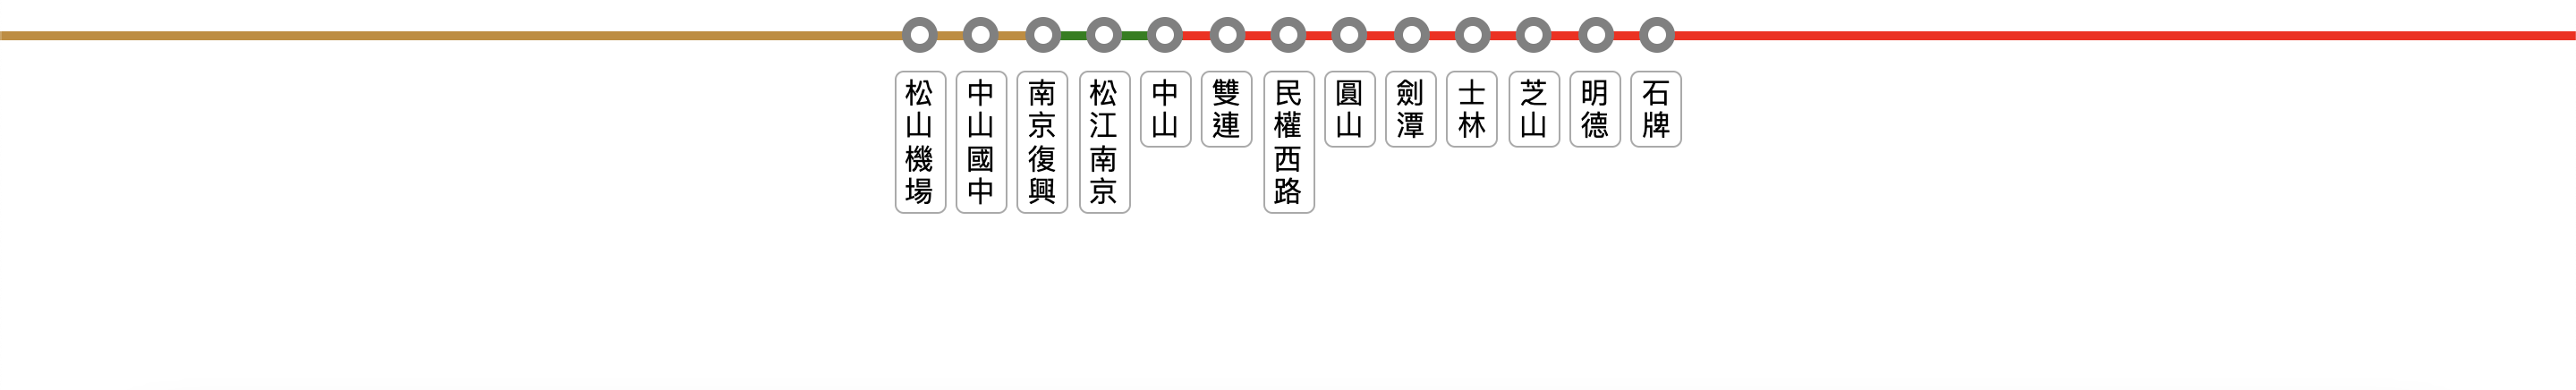 松山機場
中山國中
南京復興
松江南京
中山
雙連
民權西路
圓山
劍潭
士林
芝山
明德
石牌